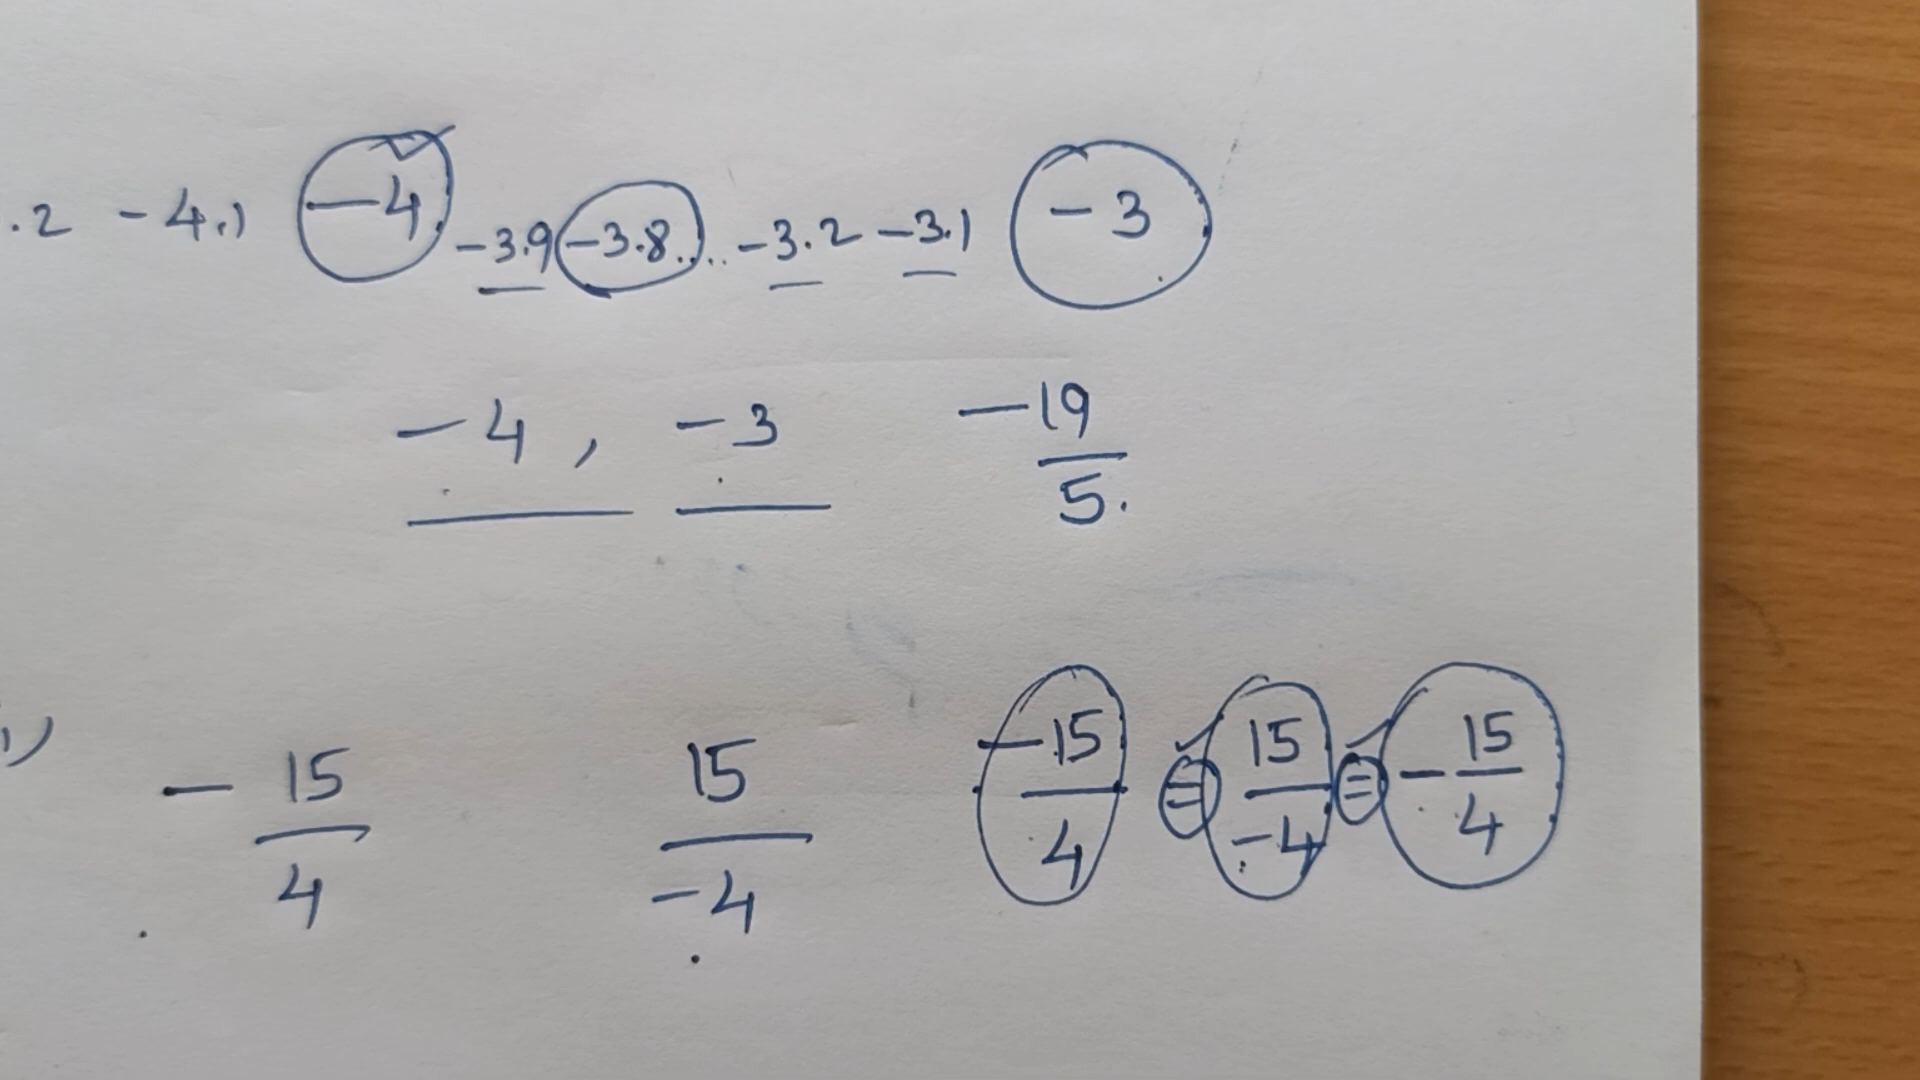 .2 -4.1 -4 -3.9 -3.8.... -3.2 -3.1 -3
-4, -3 -19/5.
-15/4 15/-4 -15/4 = 15/-4 = -15/4